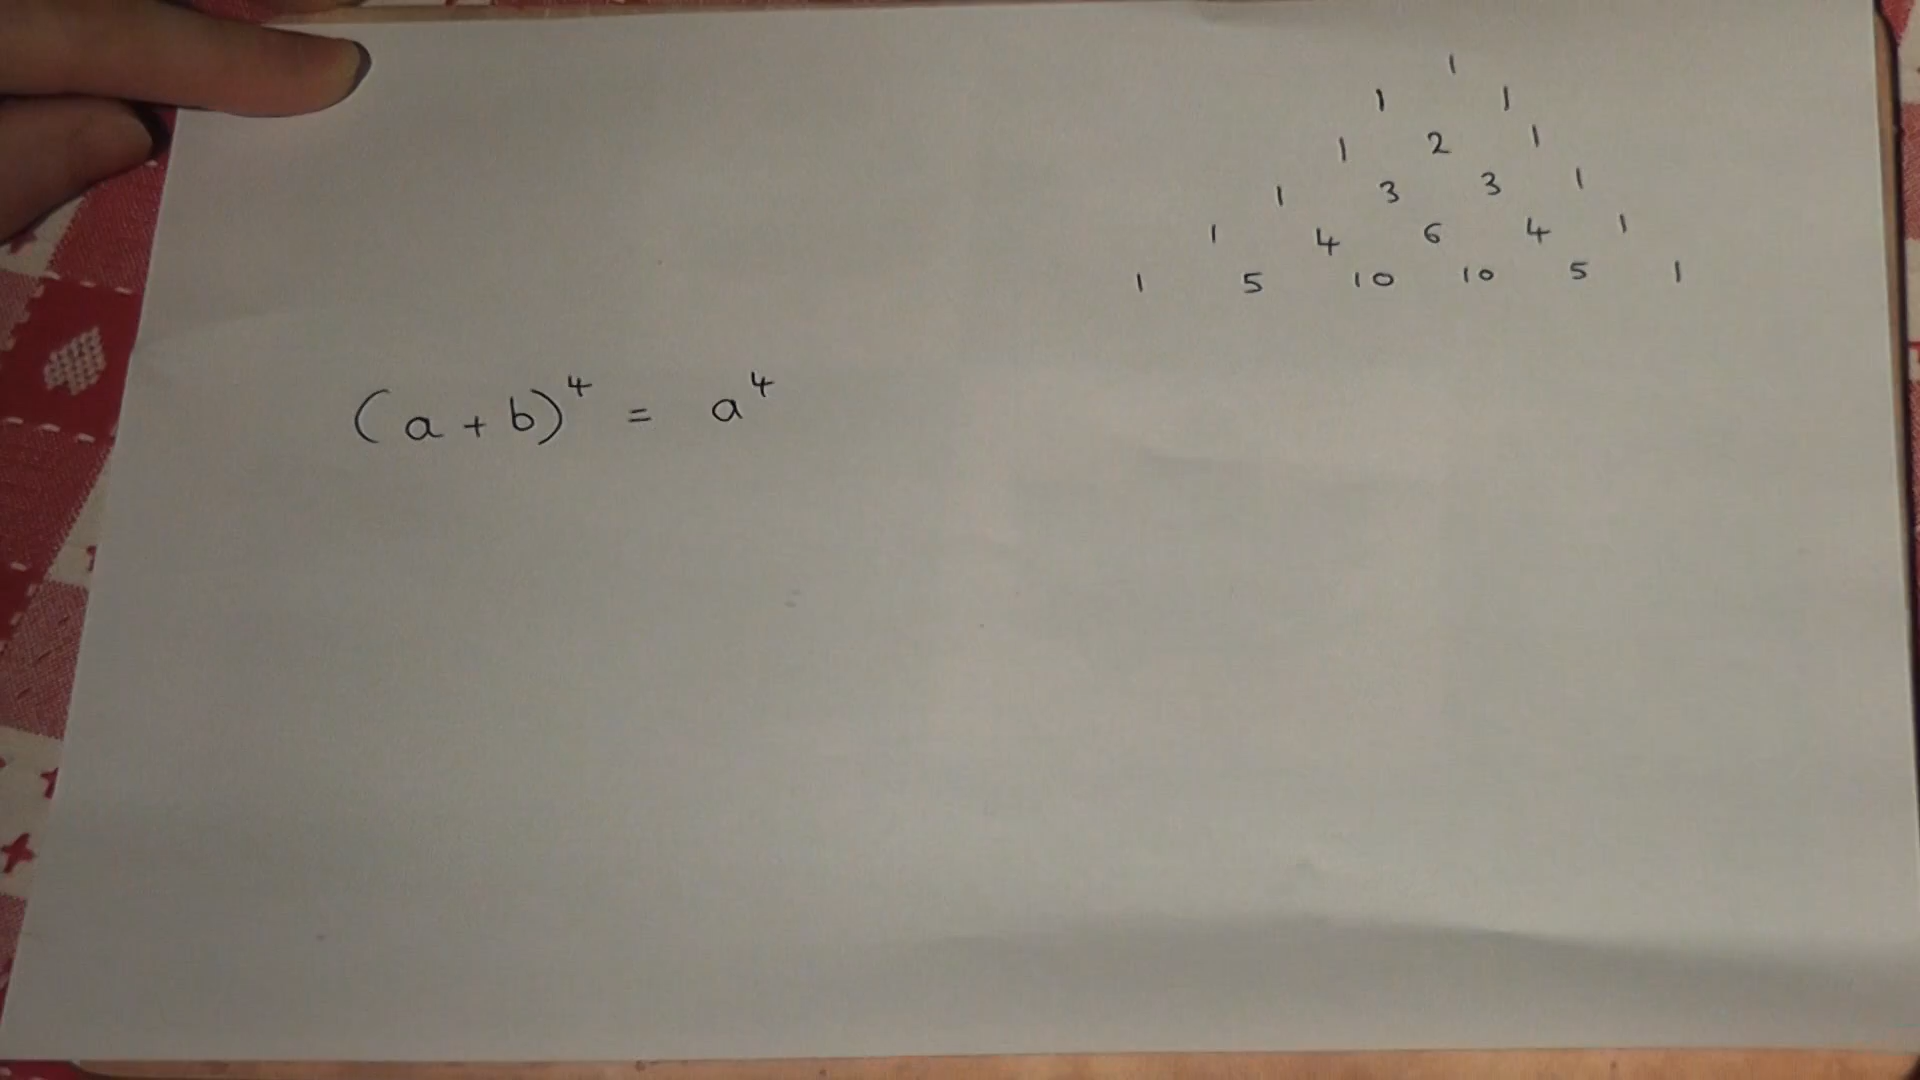 1
1 1
1 2 1
1 3 3 1
1 4 6 4 1
1 5 10 10 5 1
(a + b)⁴ = a⁴